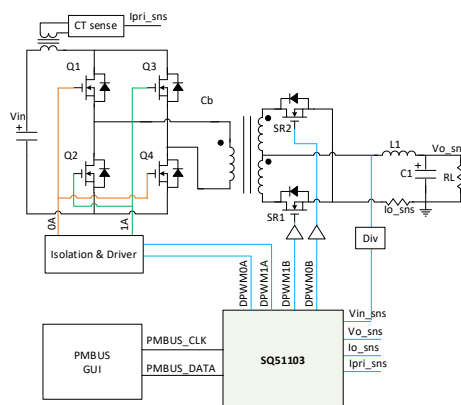 CT sense
Ipri_sns
Q1
Q3
Cb
Vin
+
SR2
L1
Vo_sn
+
C1
RL
Q2
Q4
SR1
Io_sns
0A
1A
Div
Isolation & Driver
DPWM0A
DPWM1A
DPWM1B
DPWM0B
Vin_sns
PMBUS
GUI
PMBUS_CLK
PMBUS_DATA
SQ51103
Vo_sns
Io_sns
Ipri_sns